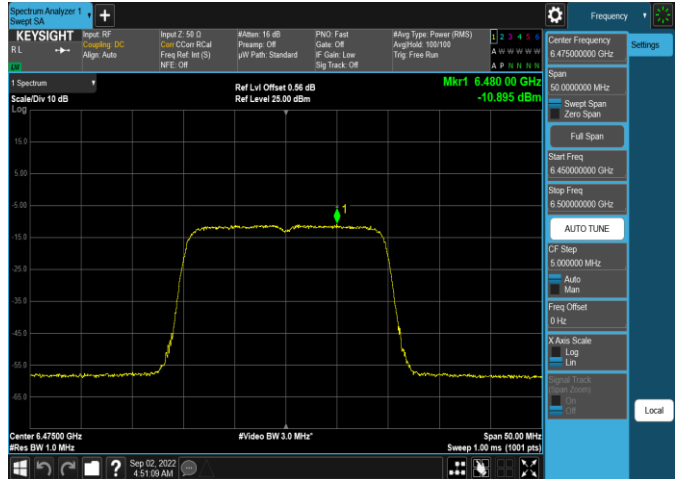 Spectrum Analyzer 1
Swept SA
+
Frequency
KEYSIGHT
RL
Input: RF
Coupling: DC
Align: Auto
Input Z: 50 Ω
Corr CCorr RCal
Freq Ref: Int (S)
NFE: Off
#Atten: 16 dB
Preamp: Off
µW Path: Standard
PNO: Fast
Gate: Off
IF Gain: Low
Sig Track: Off
#Avg Type: Power (RMS)
Avg|Hold: 100/100
Trig: Free Run
1 2 3 4 5 6
A W W W W W
A P N N N N
1 Spectrum
Scale/Div 10 dB
Log
Ref Lvl Offset 0.56 dB
Ref Level 25.00 dBm
Mkr1 6.480 00 GHz
-10.895 dBm
15.0
5.00
-5.00
1
-15.0
-25.0
-35.0
-45.0
-55.0
-65.0
Center 6.47500 GHz
#Res BW 1.0 MHz
#Video BW 3.0 MHz*
Span 50.00 MHz
Sweep 1.00 ms (1001 pts)
Center Frequency
6.475000000 GHz
Span
50.0000000 MHz
Swept Span
Zero Span
Full Span
Start Freq
6.450000000 GHz
Stop Freq
6.500000000 GHz
AUTO TUNE
CF Step
5.000000 MHz
Auto
Man
Freq Offset
0 Hz
X Axis Scale
Log
Lin
Signal Track
(Span Zoom)
On
Off
Settings
Local
?
Sep 02, 2022
4:51:09 AM